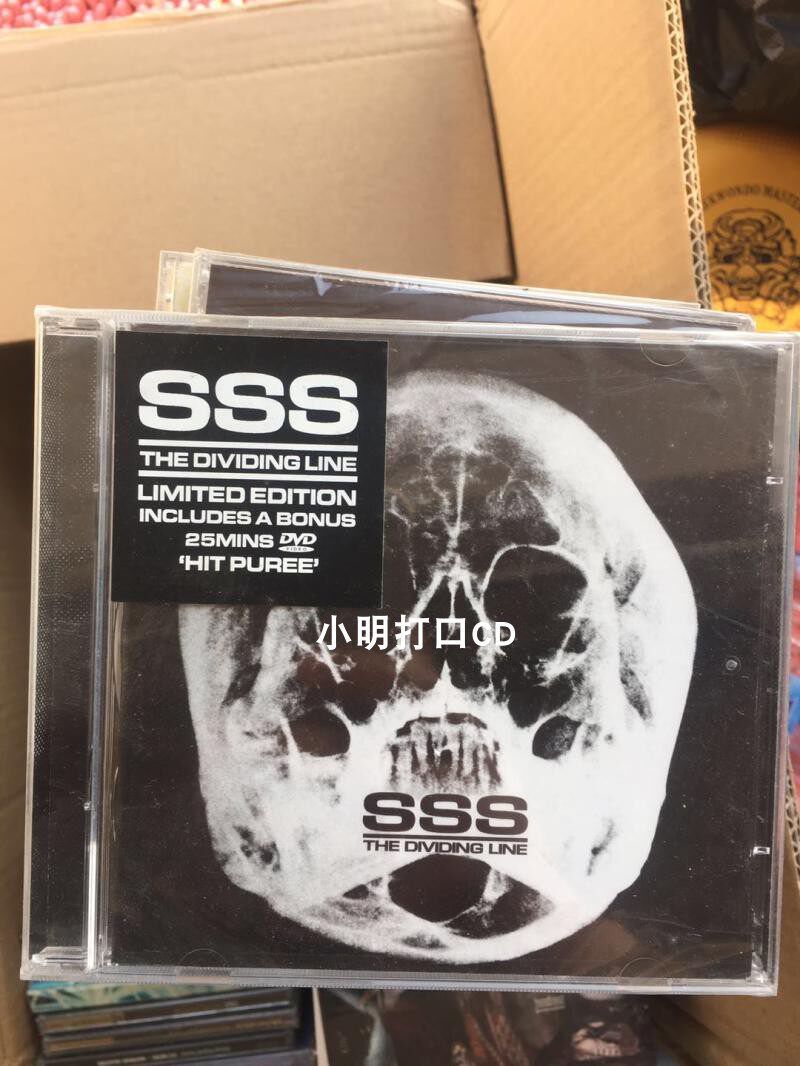 SSS
THE DIVIDING LINE
LIMITED EDITION
INCLUDES A BONUS
25MINS DVD
VIDEO
'HIT PUREE'
小明打口CD
SSS
THE DIVIDING LINE